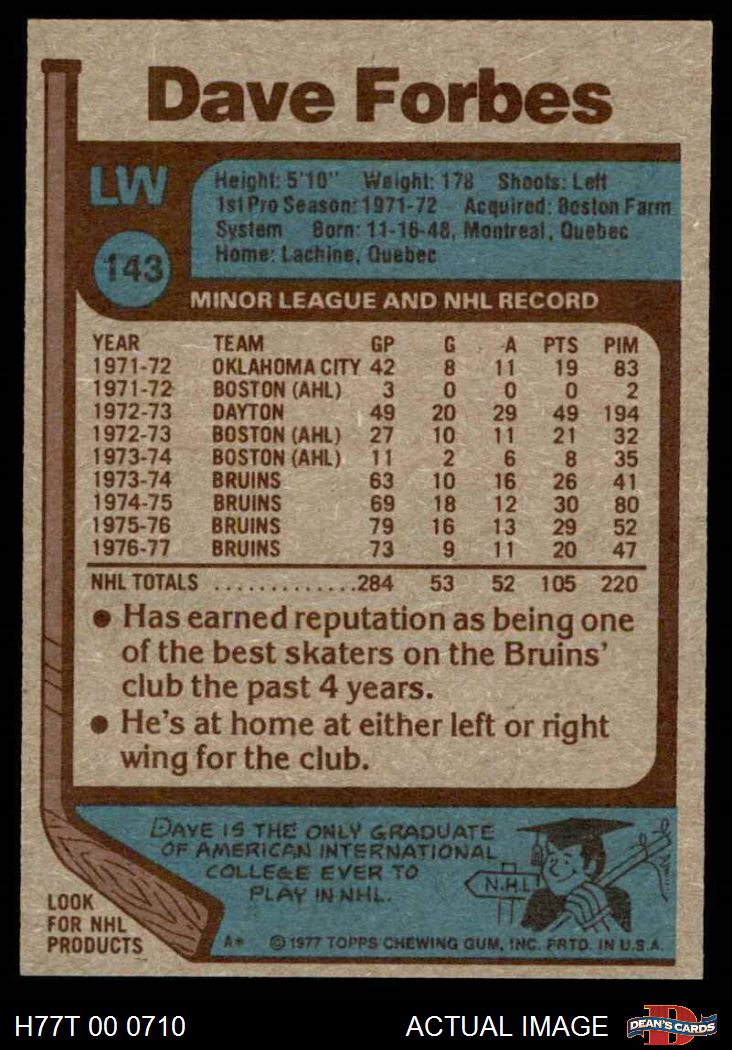 Dave Forbes
LW
143
Height: 5'10" Weight: 178 Shoots: Left
1st Pro Season: 1971-72 Acquired: Boston Farm
System Born: 11-16-48, Montreal, Quebec
Home: Lachine, Quebec
MINOR LEAGUE AND NHL RECORD
YEAR TEAM GP G A PTS PIM
1971-72 OKLAHOMA CITY 42 8 11 19 83
1971-72 BOSTON (AHL) 3 0 0 0 2
1972-73 DAYTON 49 20 29 49 194
1972-73 BOSTON (AHL) 27 10 11 21 32
1973-74 BOSTON (AHL) 11 2 6 8 35
1973-74 BRUINS 63 10 16 26 41
1974-75 BRUINS 69 18 12 30 80
1975-76 BRUINS 79 16 13 29 52
1976-77 BRUINS 73 9 11 20 47
NHL TOTALS .............284 53 52 105 220
● Has earned reputation as being one
of the best skaters on the Bruins'
club the past 4 years.
● He's at home at either left or right
wing for the club.
DAVE IS THE ONLY GRADUATE
OF AMERICAN INTERNATIONAL
COLLEGE EVER TO
PLAY IN NHL.
N.H.L.
LOOK
FOR NHL
PRODUCTS
A* © 1977 TOPPS CHEWING GUM, INC. PRTD. IN U.S.A.
H77T 00 0710 ACTUAL IMAGE
D
DEAN'S CARDS